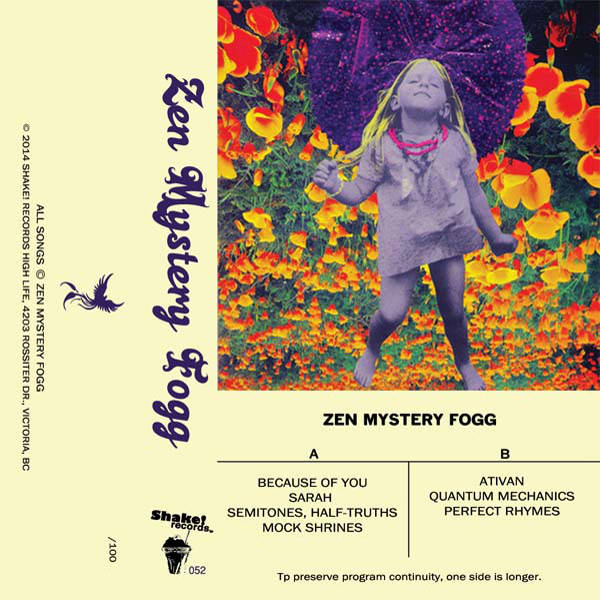 © 2014 SHAKE! RECORDS HIGH LIFE, 4203 ROSSITER DR., VICTORIA, BC
ALL SONGS © ZEN MYSTERY FOGG
/100
Zen Mystery Fogg
Shake!
records™
052
ZEN MYSTERY FOGG
A
BECAUSE OF YOU
SARAH
SEMITONES, HALF-TRUTHS
MOCK SHRINES
B
ATIVAN
QUANTUM MECHANICS
PERFECT RHYMES
Tp preserve program continuity, one side is longer.